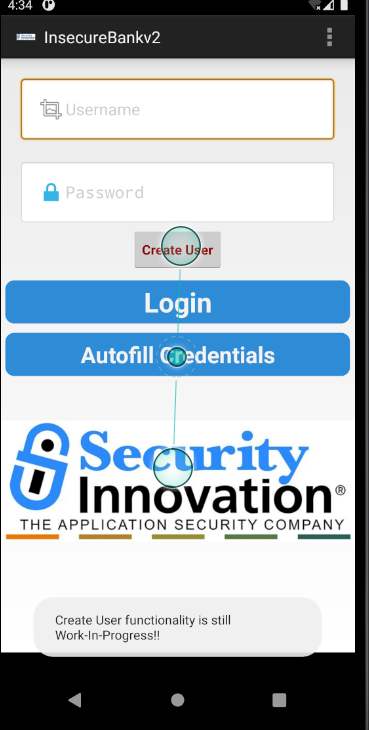 4:34
InsecureBankv2
Username
Password
Create User
Login
Autofill Credentials
Security
Innovation®
THE APPLICATION SECURITY COMPANY
Create User functionality is still
Work-In-Progress!!